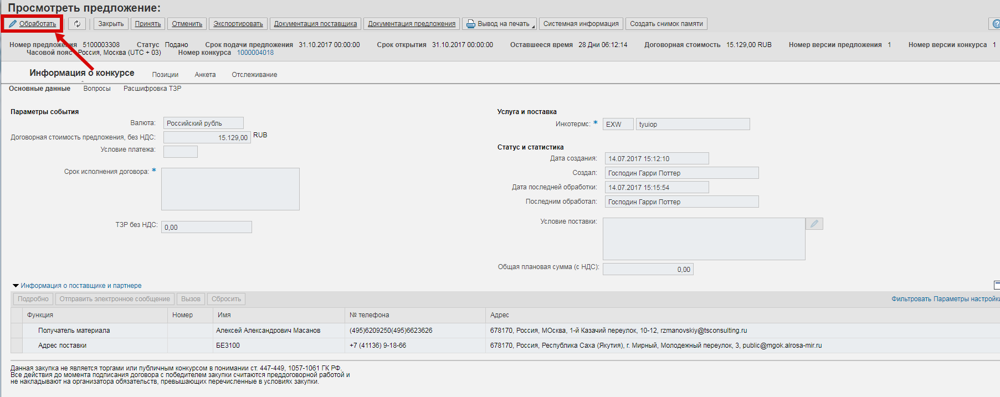 Просмотреть предложение:
Обработать Закрыть Принять Отменить Экспортировать Документация поставщика Документация предложения Вывод на печать Системная информация Создать снимок памяти
Номер предложения 5100003308 Статус Подано Срок подачи предложения 31.10.2017 00:00:00 Срок открытия 31.10.2017 00:00:00 Оставшееся время 28 Дни 06:12:14 Договорная стоимость 15.129,00 RUB Номер версии предложения 1 Номер версии конкурса 1
Часовой пояс Россия, Москва (UTC + 03) Номер конкурса 1000004018
Информация о конкурсе Позиции Анкета Отслеживание
Основные данные Вопросы Расшифровка ТЗР
Параметры события Услуга и поставка
Валюта: Российский рубль Инкотермс: * EXW tyuiop
Договорная стоимость предложения, без НДС: 15.129,00 RUB
Условие платежа: Статус и статистика
Дата создания: 14.07.2017 15:12:10
Срок исполнения договора: * Создал: Господин Гарри Поттер
Дата последней обработки: 14.07.2017 15:15:54
Последним обработал: Господин Гарри Поттер
ТЗР без НДС: 0,00 Условие поставки:
Общая плановая сумма (с НДС): 0,00
Информация о поставщике и партнере
Подробно Отправить электронное сообщение Вызов Сбросить Фильтровать Параметры настройки
Функция Номер Имя № телефона Адрес
Получатель материала Алексей Александрович Масанов (495)6209250(495)6623626 678170, Россия, МОсква, 1-й Казачий переулок, 10-12, rzmanovskiy@tsconsulting.ru
Адрес поставки БЕ3100 +7 (41136) 9-18-66 678170, Россия, Республика Саха (Якутия), г. Мирный, Молодежный переулок, 3, public@mgok.alrosa-mir.ru
Данная закупка не является торгами или публичным конкурсом в понимании ст. 447-449, 1057-1061 ГК РФ.
Все действия до момента подписания договора с победителем закупки считаются преддоговорной работой и
не накладывают на организатора обязательств, превышающих перечисленные в условиях закупки.